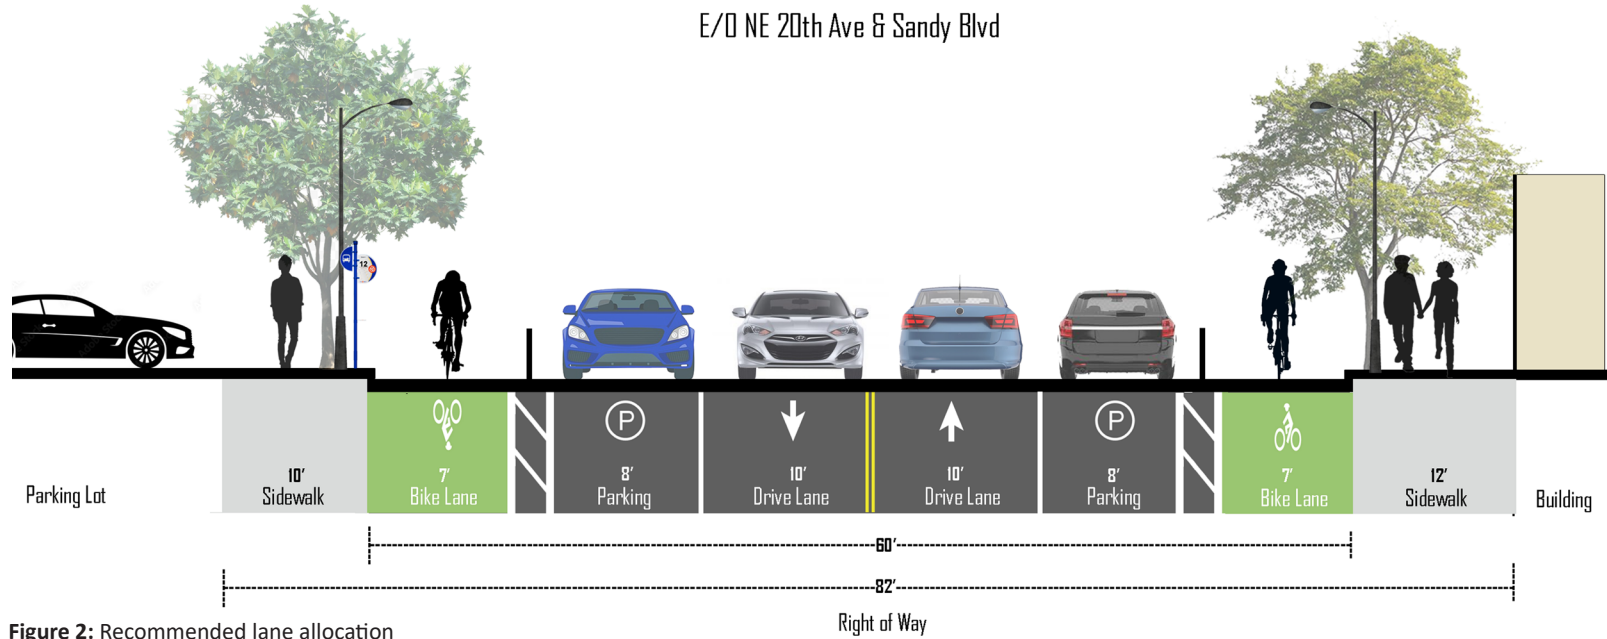 E/O NE 20th Ave & Sandy Blvd
12
P
P
10'
Sidewalk
7'
Bike Lane
8'
Parking
10'
Drive Lane
10'
Drive Lane
8'
Parking
7'
Bike Lane
12'
Sidewalk
Parking Lot
Building
60'
82'
Right of Way
Figure 2: Recommended lane allocation